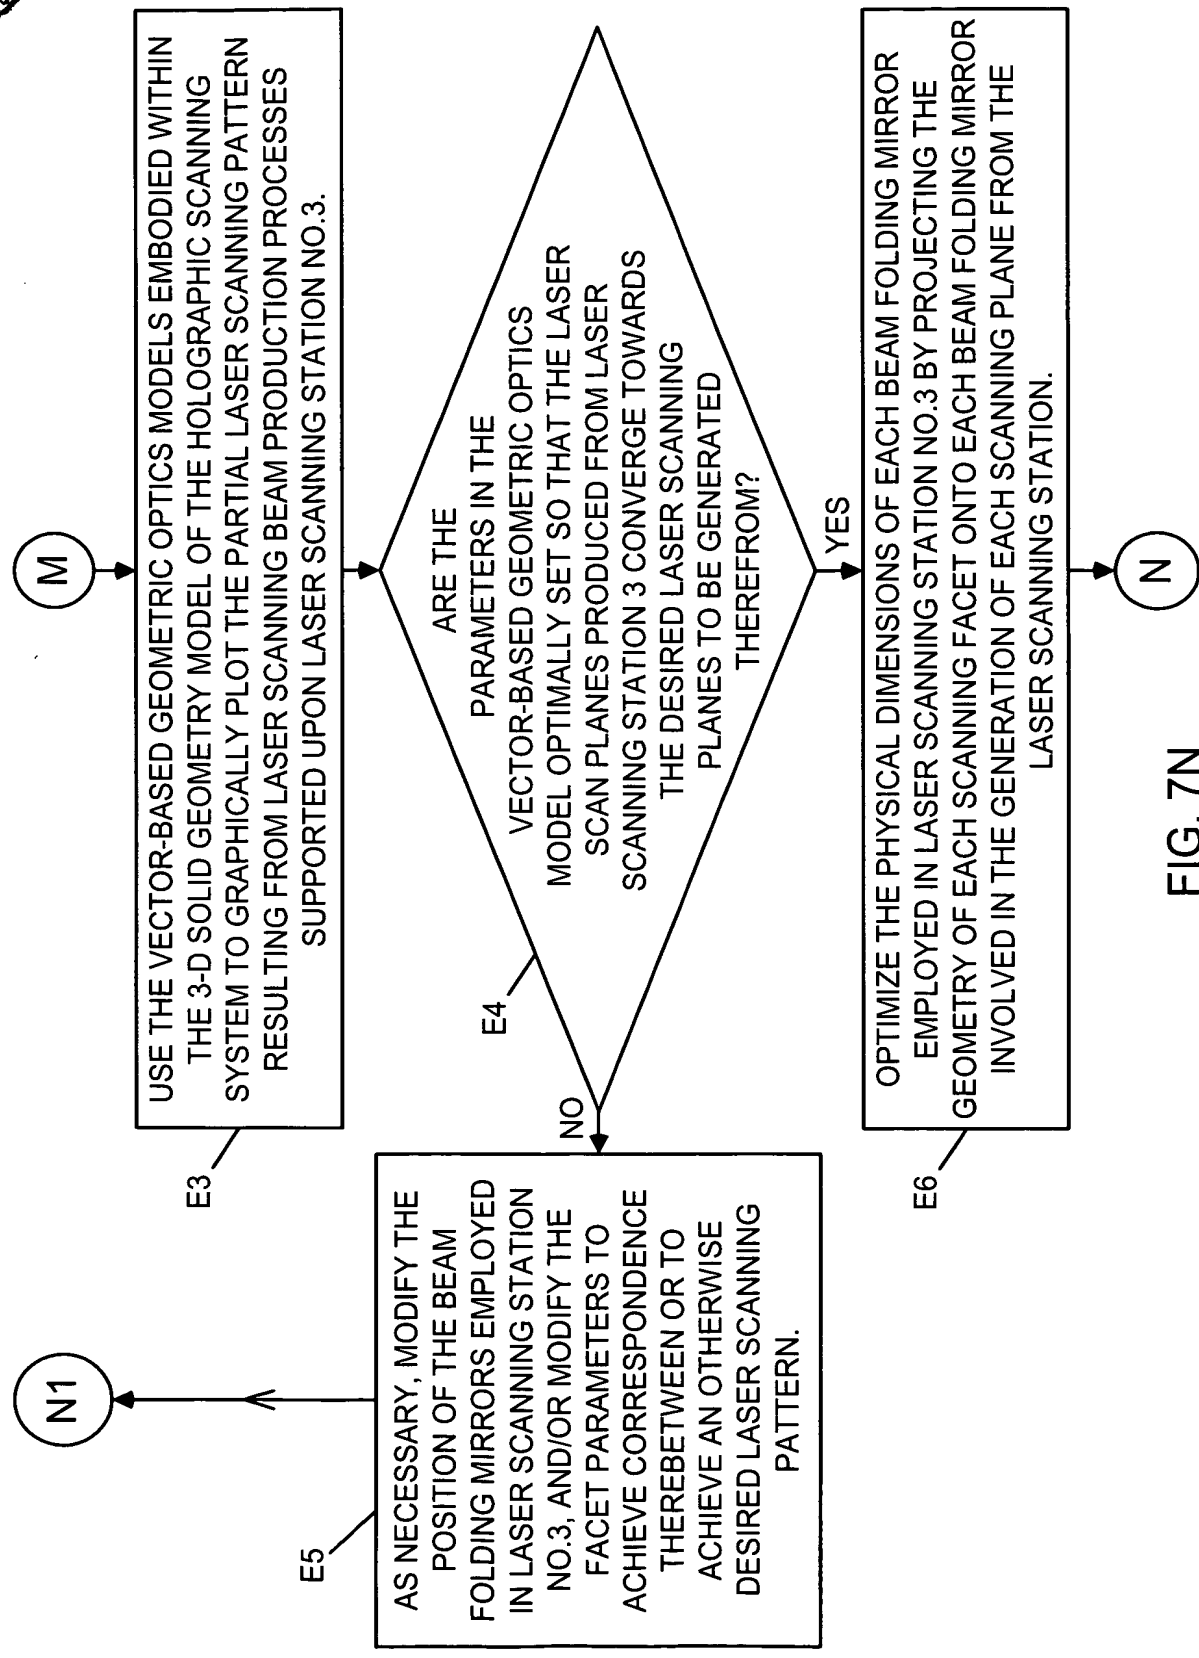 M
USE THE VECTOR-BASED GEOMETRIC OPTICS MODELS EMBODIED WITHIN
THE 3-D SOLID GEOMETRY MODEL OF THE HOLOGRAPHIC SCANNING
SYSTEM TO GRAPHICALLY PLOT THE PARTIAL LASER SCANNING PATTERN
RESULTING FROM LASER SCANNING BEAM PRODUCTION PROCESSES
SUPPORTED UPON LASER SCANNING STATION NO.3.
E3
ARE THE
PARAMETERS IN THE
VECTOR-BASED GEOMETRIC OPTICS
MODEL OPTIMALLY SET SO THAT THE LASER
SCAN PLANES PRODUCED FROM LASER
SCANNING STATION 3 CONVERGE TOWARDS
THE DESIRED LASER SCANNING
PLANES TO BE GENERATED
THEREFROM?
E4
NO
YES
N1
AS NECESSARY, MODIFY THE
POSITION OF THE BEAM
FOLDING MIRRORS EMPLOYED
IN LASER SCANNING STATION
NO.3, AND/OR MODIFY THE
FACET PARAMETERS TO
ACHIEVE CORRESPONDENCE
THEREBETWEEN OR TO
ACHIEVE AN OTHERWISE
DESIRED LASER SCANNING
PATTERN.
E5
OPTIMIZE THE PHYSICAL DIMENSIONS OF EACH BEAM FOLDING MIRROR
EMPLOYED IN LASER SCANNING STATION NO.3 BY PROJECTING THE
GEOMETRY OF EACH SCANNING FACET ONTO EACH BEAM FOLDING MIRROR
INVOLVED IN THE GENERATION OF EACH SCANNING PLANE FROM THE
LASER SCANNING STATION.
E6
N
FIG. 7N